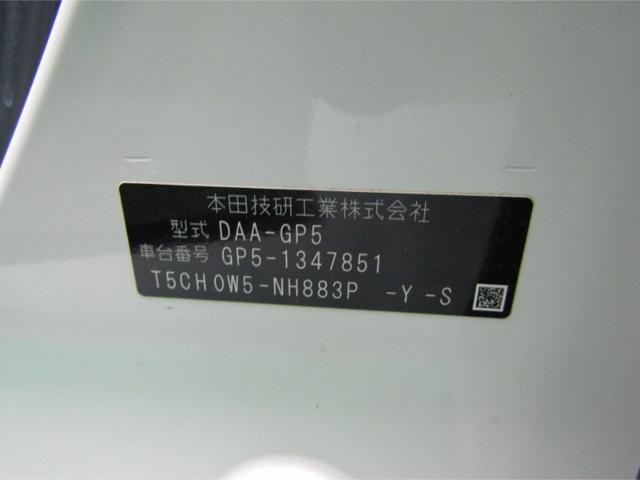 本田技研工業株式会社
型式 DAA-GP5
車台番号 GP5-1347851
T5CH0W5-NH883P -Y -S